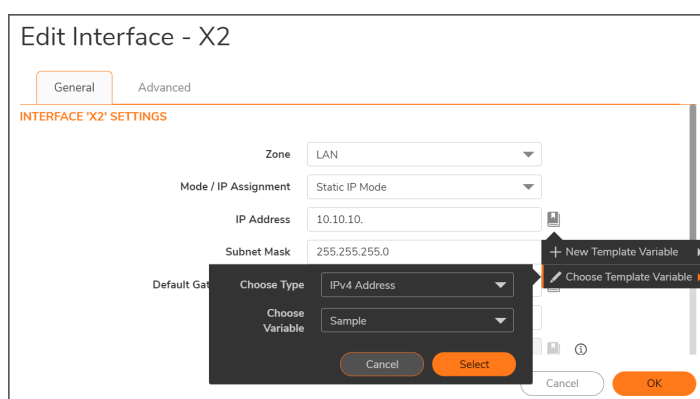 Edit Interface - X2
General Advanced
INTERFACE 'X2' SETTINGS
Zone LAN
Mode / IP Assignment Static IP Mode
IP Address 10.10.10.
Subnet Mask 255.255.255.0
New Template Variable
Choose Template Variable
Default Gat
Choose Type IPv4 Address
Choose
Variable Sample
Cancel Select
Cancel OK